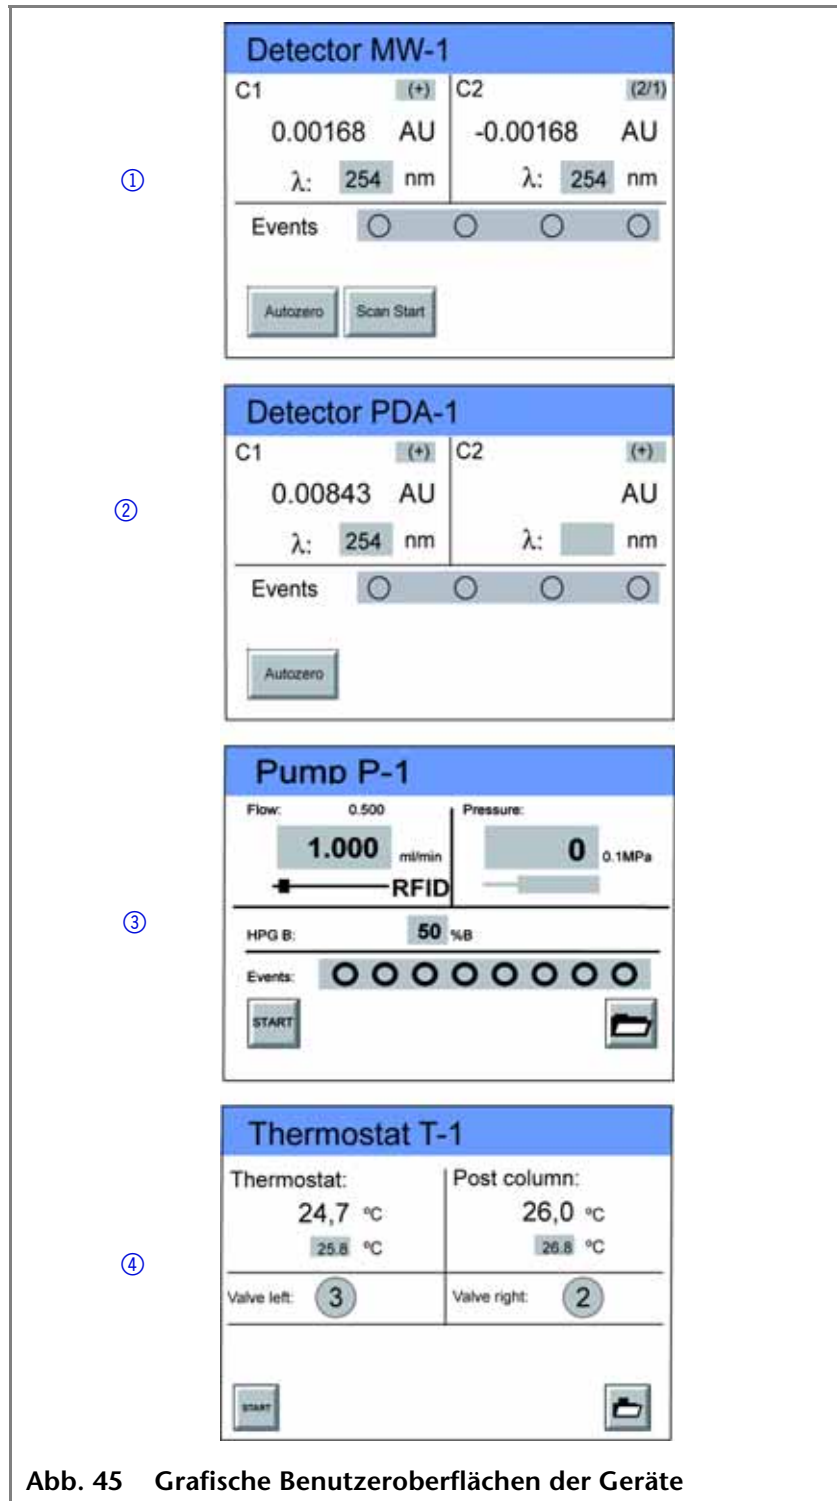 Detector MW-1
C1 (+) C2 (2/1)
0.00168 AU -0.00168 AU
① λ: 254 nm λ: 254 nm
Events
Autozero Scan Start
Detector PDA-1
C1 (+) C2 (+)
0.00843 AU AU
② λ: 254 nm λ: nm
Events
Autozero
Pump P-1
Flow: 0.500 Pressure:
1.000 ml/min 0 0.1MPa
RFID
③ HPG B: 50 %B
Events:
START
Thermostat T-1
Thermostat: Post column:
24,7 ºC 26,0 ºC
④ 25.8 ºC 26.8 ºC
Valve left: 3 Valve right: 2
START
Abb. 45 Grafische Benutzeroberflächen der Geräte